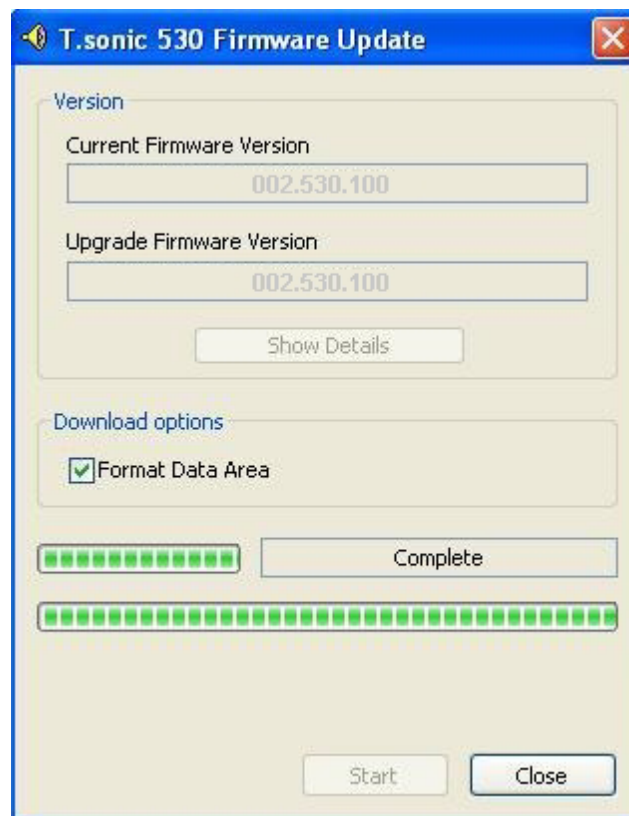 T.sonic 530 Firmware Update
Version
Current Firmware Version
002.530.100
Upgrade Firmware Version
002.530.100
Show Details
Download options
Format Data Area
Complete
Start
Close